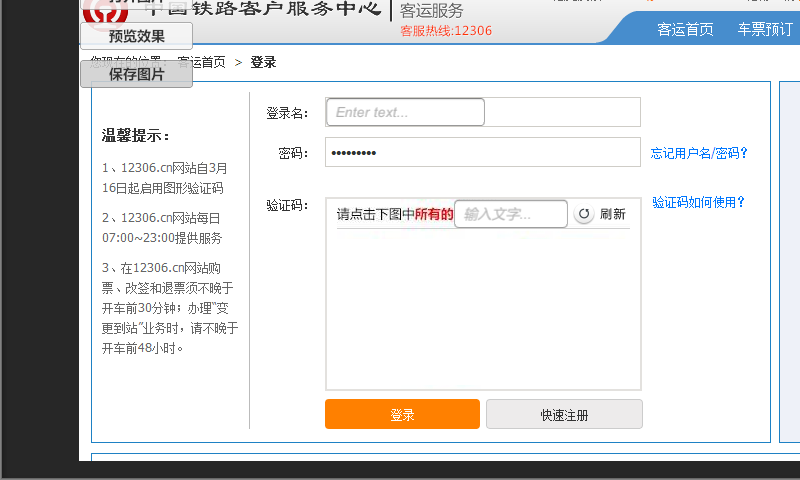 中国铁路客户服务中心
客运服务
客服热线:12306
预览效果
客运首页 车票预订
您现在的位置: 客运首页 > 登录
保存图片
温馨提示:
1、12306.cn网站自3月
16日起启用图形验证码
2、12306.cn网站每日
07:00~23:00提供服务
3、在12306.cn网站购
票、改签和退票须不晚于
开车前30分钟;办理“变
更到站”业务时,请不晚于
开车前48小时。
登录名: Enter text...
密码: •••••••••
忘记用户名/密码?
验证码:
验证码如何使用?
请点击下图中所有的 输入文字... 刷新
登录 快速注册